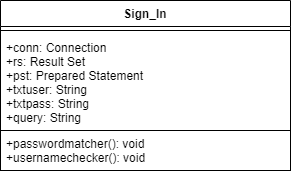 Sign_In
+conn: Connection
+rs: Result Set
+pst: Prepared Statement
+txtuser: String
+txtpass: String
+query: String
+passwordmatcher(): void
+usernamechecker(): void